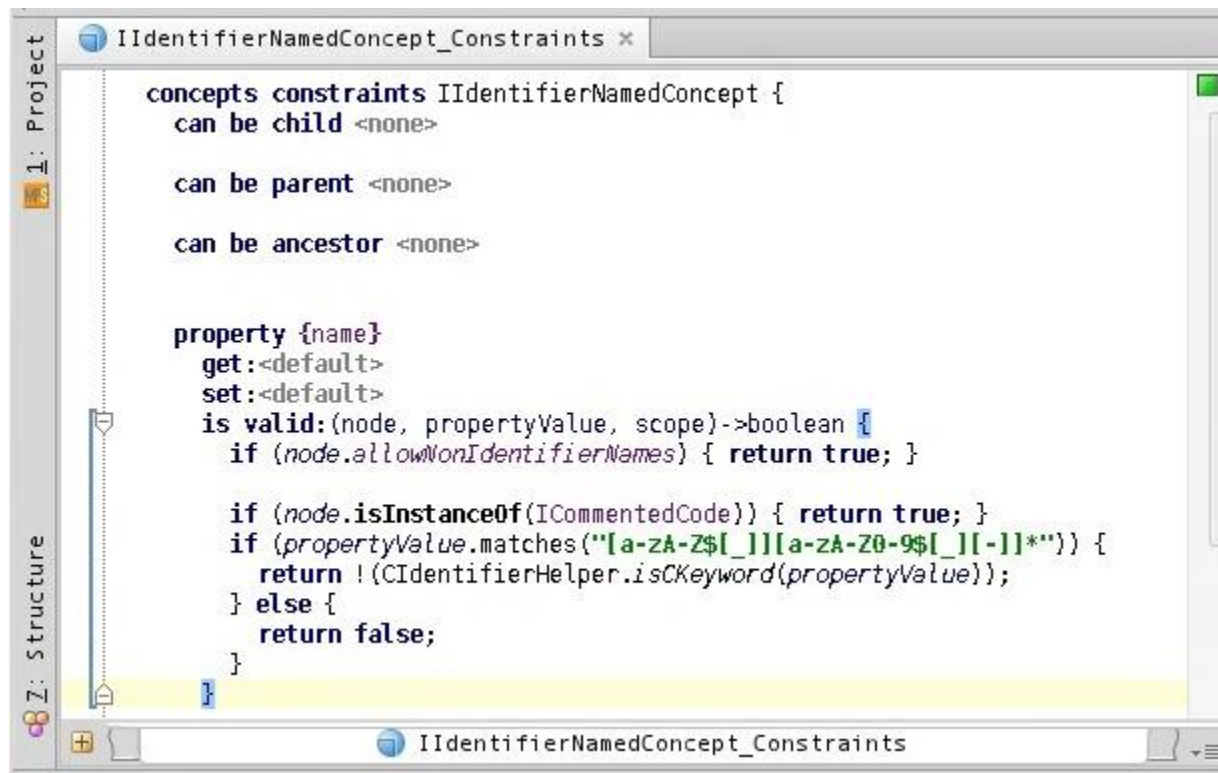 IIdentifierNamedConcept_Constraints ×
1: Project
MPS
concepts constraints IIdentifierNamedConcept {
can be child <none>
can be parent <none>
can be ancestor <none>
property {name}
get:<default>
set:<default>
is valid:(node, propertyValue, scope)->boolean {
if (node.allowNonIdentifierNames) { return true; }
if (node.isInstanceOf(ICommentedCode)) { return true; }
if (propertyValue.matches("[a-zA-Z$[_]][a-zA-Z0-9$[_][-]]*")) {
return !(CIdentifierHelper.isCKeyword(propertyValue));
} else {
return false;
}
}
Z: Structure
IIdentifierNamedConcept_Constraints